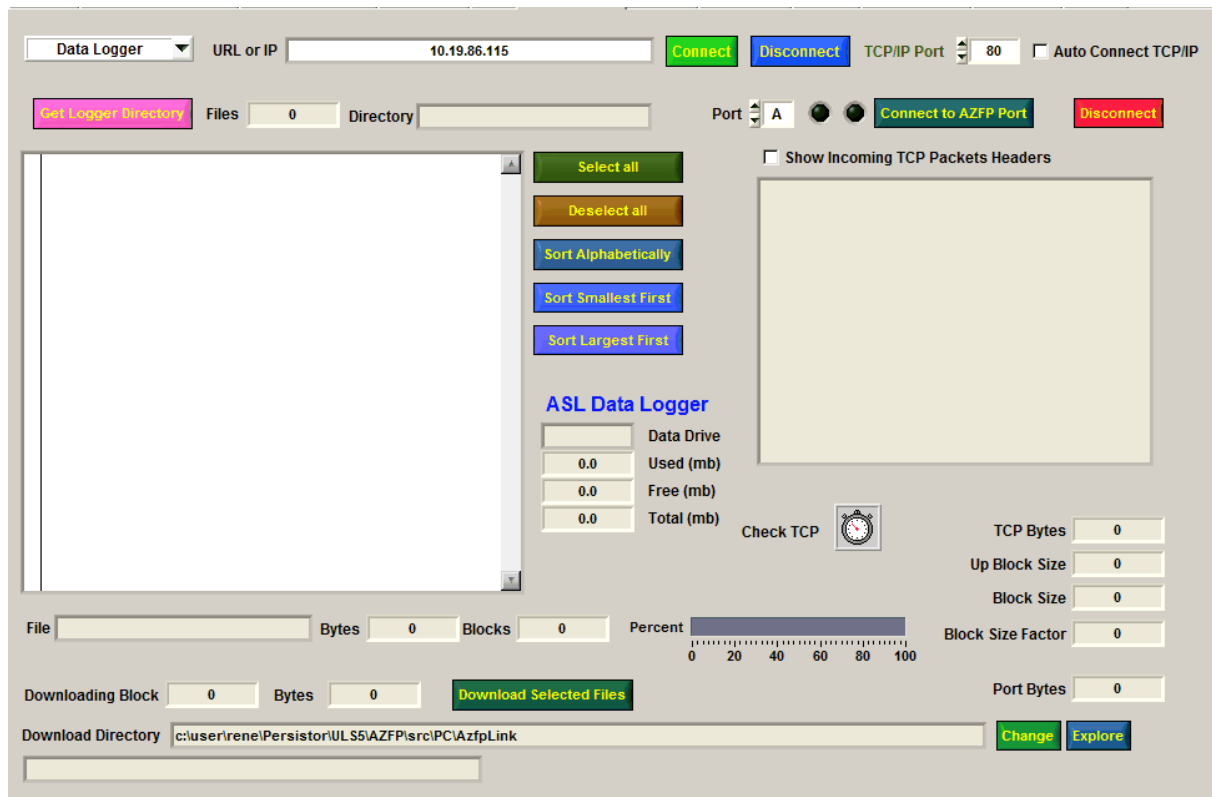 Data Logger URL or IP 10.19.86.115 Connect Disconnect TCP/IP Port 80 Auto Connect TCP/IP
Get Logger Directory Files 0 Directory Port A Connect to AZFP Port Disconnect
Show Incoming TCP Packets Headers
Select all
Deselect all
Sort Alphabetically
Sort Smallest First
Sort Largest First
ASL Data Logger
Data Drive
0.0 Used (mb)
0.0 Free (mb)
0.0 Total (mb)
Check TCP
TCP Bytes 0
Up Block Size 0
Block Size 0
Block Size Factor 0
File Bytes 0 Blocks 0 Percent
0 20 40 60 80 100
Downloading Block 0 Bytes 0 Download Selected Files
Port Bytes 0
Download Directory c:\user\rene\Persistor\ULS5\AZFP\src\PC\AzfpLink Change Explore